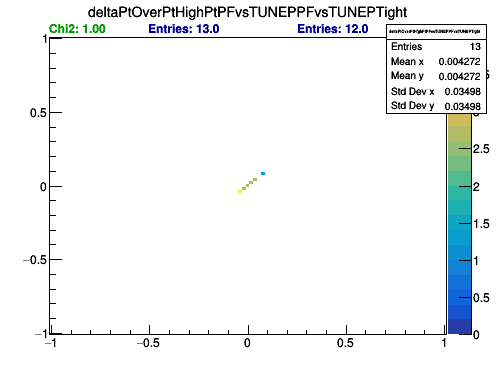 deltaPtOverPtHighPtPFvsTUNEPPFvsTUNEPTight
Chi2: 1.00 Entries: 13.0 Entries: 12.0
deltaPtOverPtHighPtPFvsTUNEPPFvsTUNEPTight
Entries 13
Mean x 0.004272
Mean y 0.004272
Std Dev x 0.03498
Std Dev y 0.03498
1
0.5
0
−0.5
−1
−1 −0.5 0 0.5 1
2.5
2
1.5
1
0.5
0